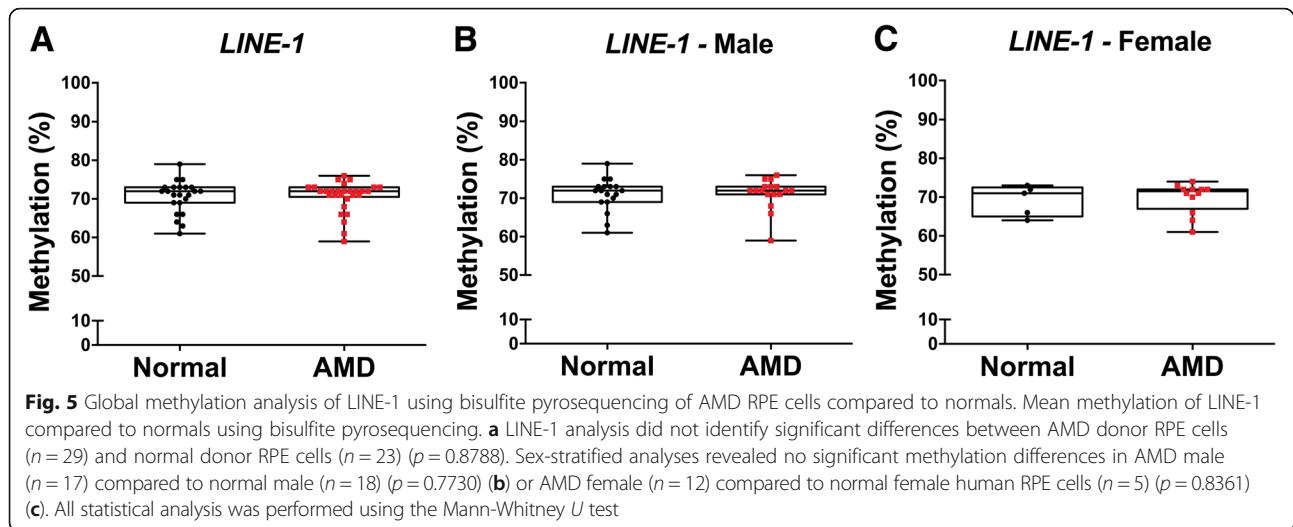 A
LINE-1
Methylation (%)
100
90
80
70
60
50
10
0
Normal
AMD
B
LINE-1 - Male
Methylation (%)
100
90
80
70
60
50
10
0
Normal
AMD
C
LINE-1 - Female
Methylation (%)
100
90
80
70
60
50
10
0
Normal
AMD
Fig. 5 Global methylation analysis of LINE-1 using bisulfite pyrosequencing of AMD RPE cells compared to normals. Mean methylation of LINE-1
compared to normals using bisulfite pyrosequencing. a LINE-1 analysis did not identify significant differences between AMD donor RPE cells
(n = 29) and normal donor RPE cells (n = 23) (p = 0.8788). Sex-stratified analyses revealed no significant methylation differences in AMD male
(n = 17) compared to normal male (n = 18) (p = 0.7730) (b) or AMD female (n = 12) compared to normal female human RPE cells (n = 5) (p = 0.8361)
(c). All statistical analysis was performed using the Mann-Whitney U test